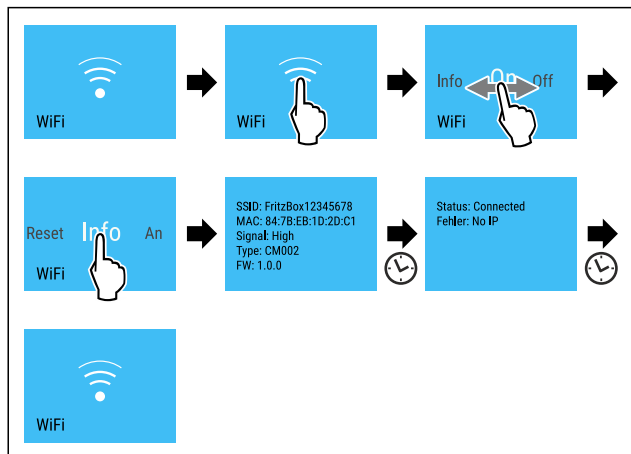 WiFi
WiFi
Info On Off
WiFi
Reset Info An
WiFi
SSID: FritzBox12345678
MAC: 84:7B:EB:1D:2D:C1
Signal: High
Type: CM002
FW: 1.0.0
Status: Connected
Fehler: No IP
WiFi